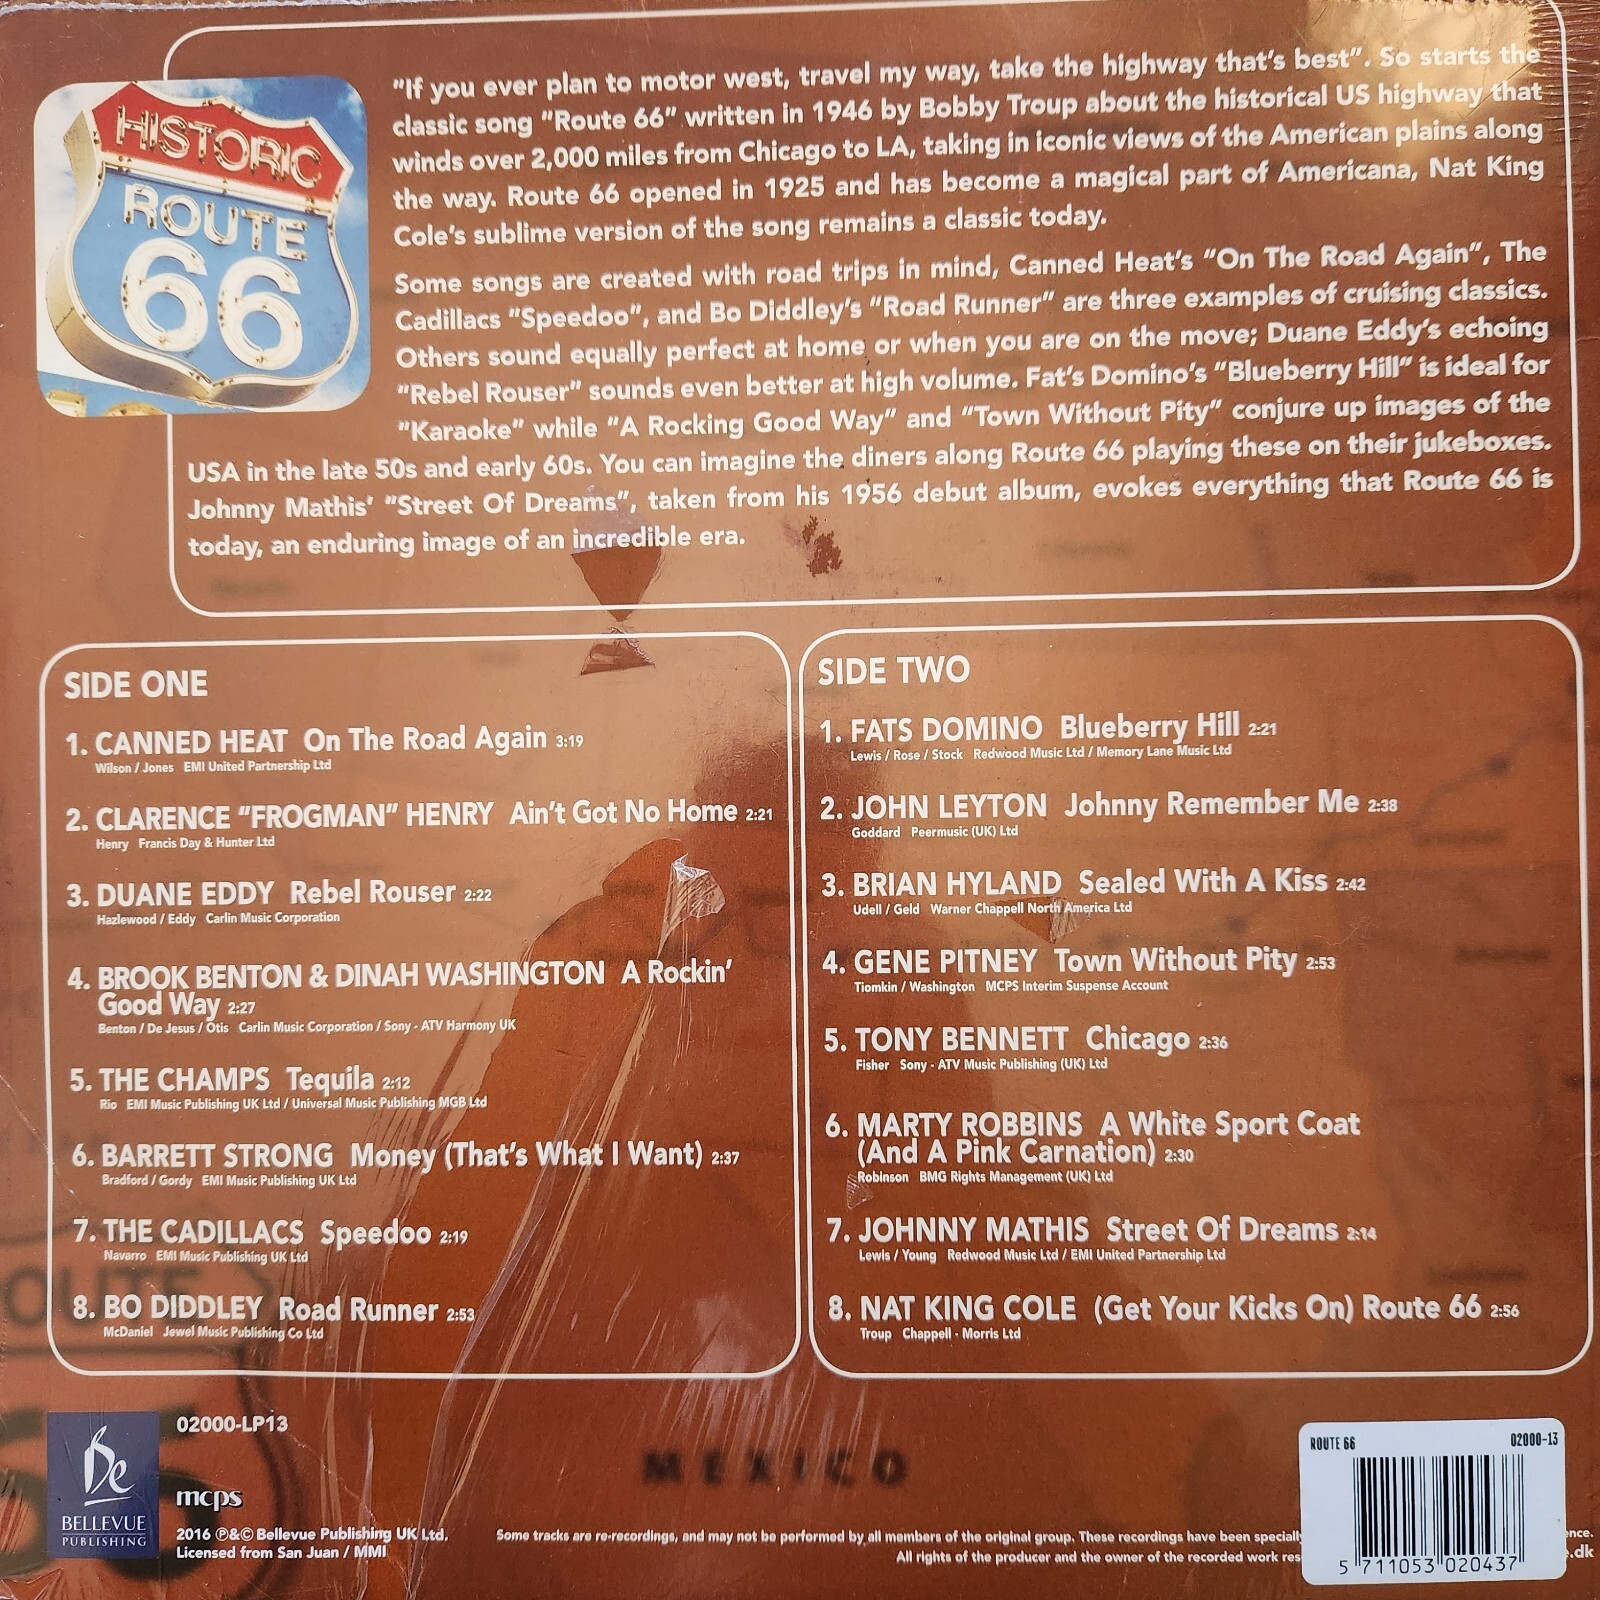 HISTORIC
ROUTE
66
"If you ever plan to motor west, travel my way, take the highway that's best". So starts the
classic song "Route 66" written in 1946 by Bobby Troup about the historical US highway that
winds over 2,000 miles from Chicago to LA, taking in iconic views of the American plains along
the way. Route 66 opened in 1925 and has become a magical part of Americana, Nat King
Cole's sublime version of the song remains a classic today.
Some songs are created with road trips in mind, Canned Heat's "On The Road Again", The
Cadillacs "Speedoo", and Bo Diddley's "Road Runner" are three examples of cruising classics.
Others sound equally perfect at home or when you are on the move; Duane Eddy's echoing
"Rebel Rouser" sounds even better at high volume. Fat's Domino's "Blueberry Hill" is ideal for
"Karaoke" while "A Rocking Good Way" and "Town Without Pity" conjure up images of the
USA in the late 50s and early 60s. You can imagine the diners along Route 66 playing these on their jukeboxes.
Johnny Mathis' "Street Of Dreams", taken from his 1956 debut album, evokes everything that Route 66 is
today, an enduring image of an incredible era.
SIDE ONE
1. CANNED HEAT On The Road Again 3:19
Wilson / Jones EMI United Partnership Ltd
2. CLARENCE "FROGMAN" HENRY Ain't Got No Home 2:21
Henry Francis Day & Hunter Ltd
3. DUANE EDDY Rebel Rouser 2:22
Hazlewood / Eddy Carlin Music Corporation
4. BROOK BENTON & DINAH WASHINGTON A Rockin'
Good Way 2:27
Benton / De Jesus / Otis Carlin Music Corporation / Sony - ATV Harmony UK
5. THE CHAMPS Tequila 2:12
Rio EMI Music Publishing UK Ltd / Universal Music Publishing MGB Ltd
6. BARRETT STRONG Money (That's What I Want) 2:37
Bradford / Gordy EMI Music Publishing UK Ltd
7. THE CADILLACS Speedoo 2:19
Navarro EMI Music Publishing UK Ltd
8. BO DIDDLEY Road Runner 2:53
McDaniel Jewel Music Publishing Co Ltd
SIDE TWO
1. FATS DOMINO Blueberry Hill 2:21
Lewis / Rose / Stock Redwood Music Ltd / Memory Lane Music Ltd
2. JOHN LEYTON Johnny Remember Me 2:38
Goddard Peermusic (UK) Ltd
3. BRIAN HYLAND Sealed With A Kiss 2:42
Udell / Geld Warner Chappell North America Ltd
4. GENE PITNEY Town Without Pity 2:53
Tiomkin / Washington MCPS Interim Suspense Account
5. TONY BENNETT Chicago 2:36
Fisher Sony - ATV Music Publishing (UK) Ltd
6. MARTY ROBBINS A White Sport Coat
(And A Pink Carnation) 2:30
Robinson BMG Rights Management (UK) Ltd
7. JOHNNY MATHIS Street Of Dreams 2:14
Lewis / Young Redwood Music Ltd / EMI United Partnership Ltd
8. NAT KING COLE (Get Your Kicks On) Route 66 2:56
Troup Chappell - Morris Ltd
OUTE
66
MEXICO
Be
BELLEVUE
PUBLISHING
02000-LP13
mcps
2016 ℗&© Bellevue Publishing UK Ltd.
Licensed from San Juan / MMI
Some tracks are re-recordings, and may not be performed by all members of the original group. These recordings have been speciall
ence.
All rights of the producer and the owner of the recorded work res
.dk
ROUTE 66 02000-13
5 711053 020437